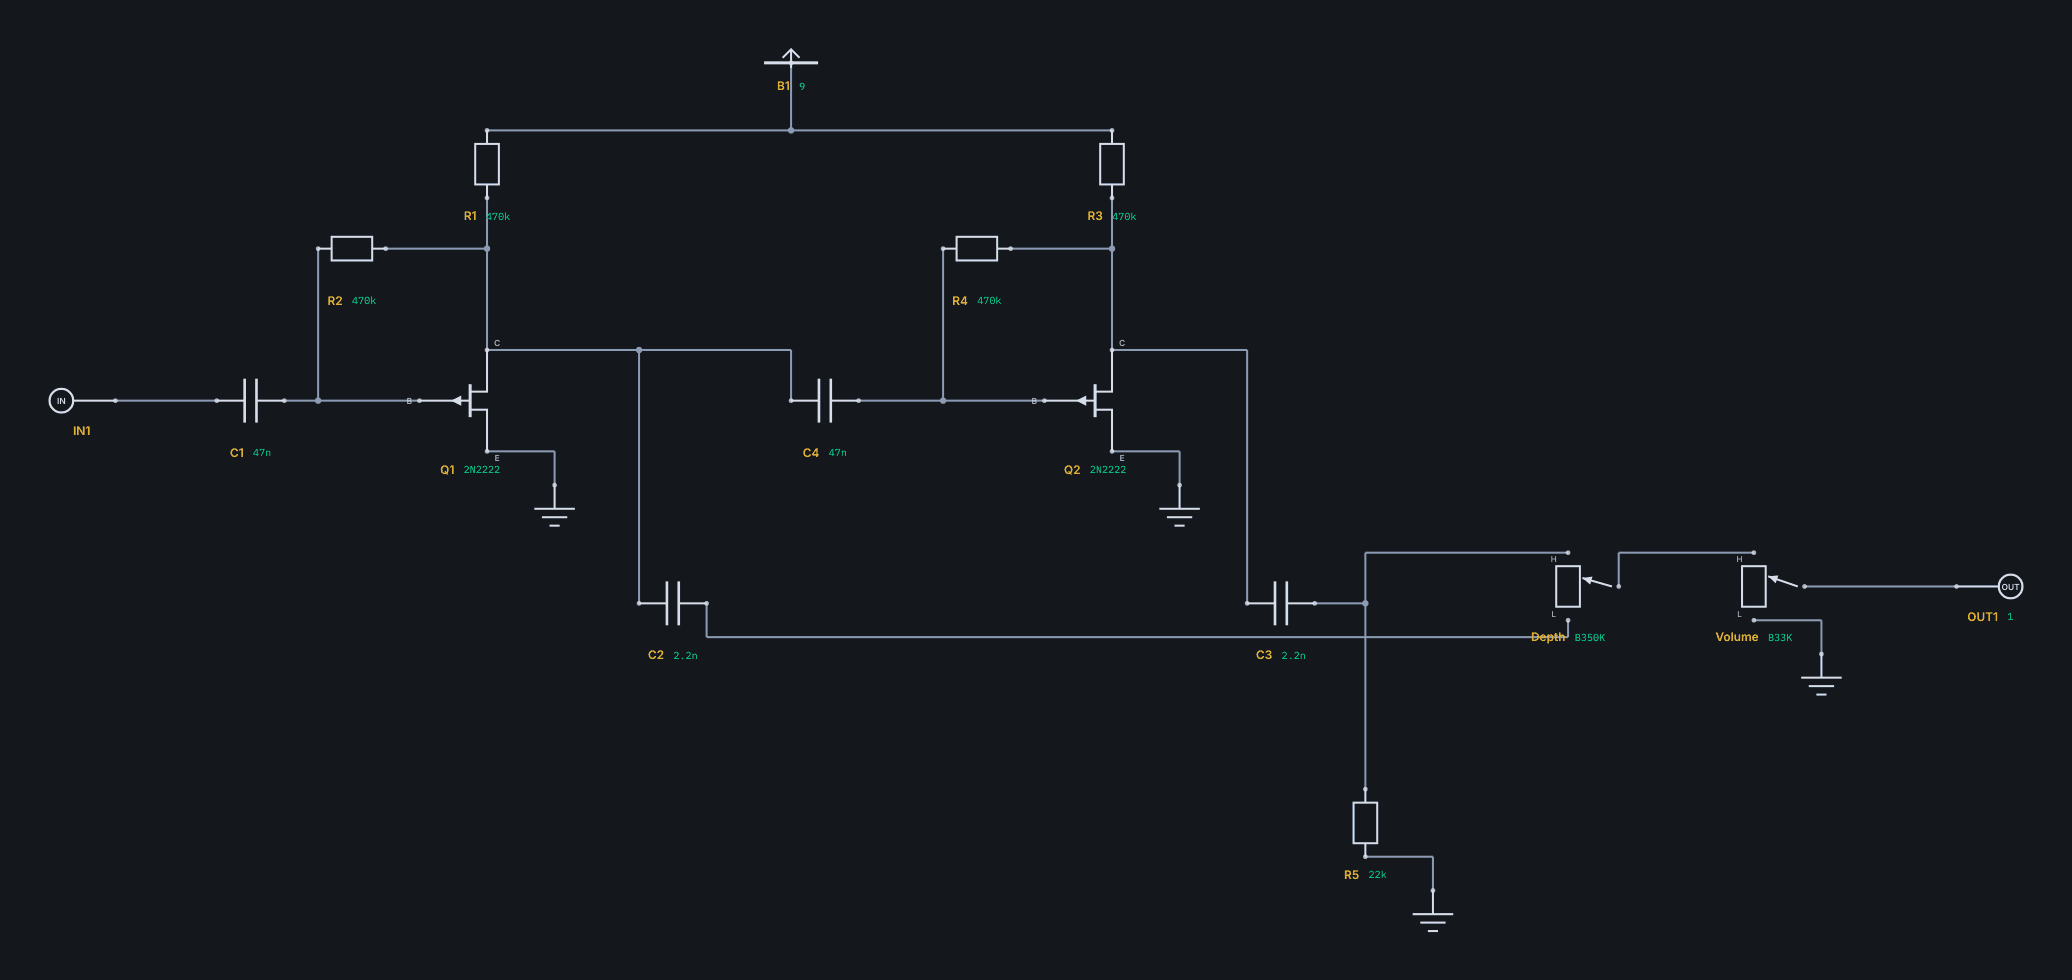 B1 9
R1 470k
R3 470k
R2 470k
R4 470k
C
C
IN
B
B
IN1
C1 47n
C4 47n
E
E
Q1 2N2222
Q2 2N2222
H
H
OUT
L
L
OUT1 1
Depth B350K
Volume B33K
C2 2.2n
C3 2.2n
R5 22k